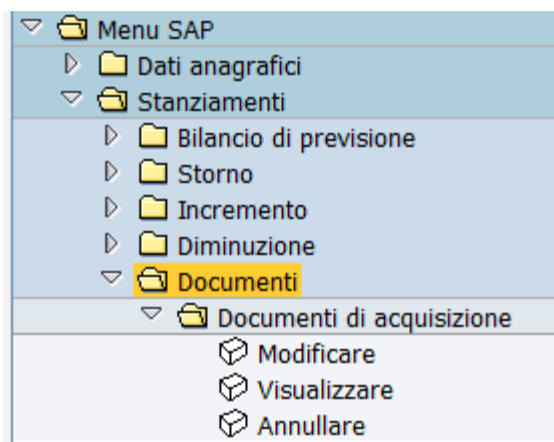 Menu SAP
Dati anagrafici
Stanziamenti
Bilancio di previsione
Storno
Incremento
Diminuzione
Documenti
Documenti di acquisizione
Modificare
Visualizzare
Annullare